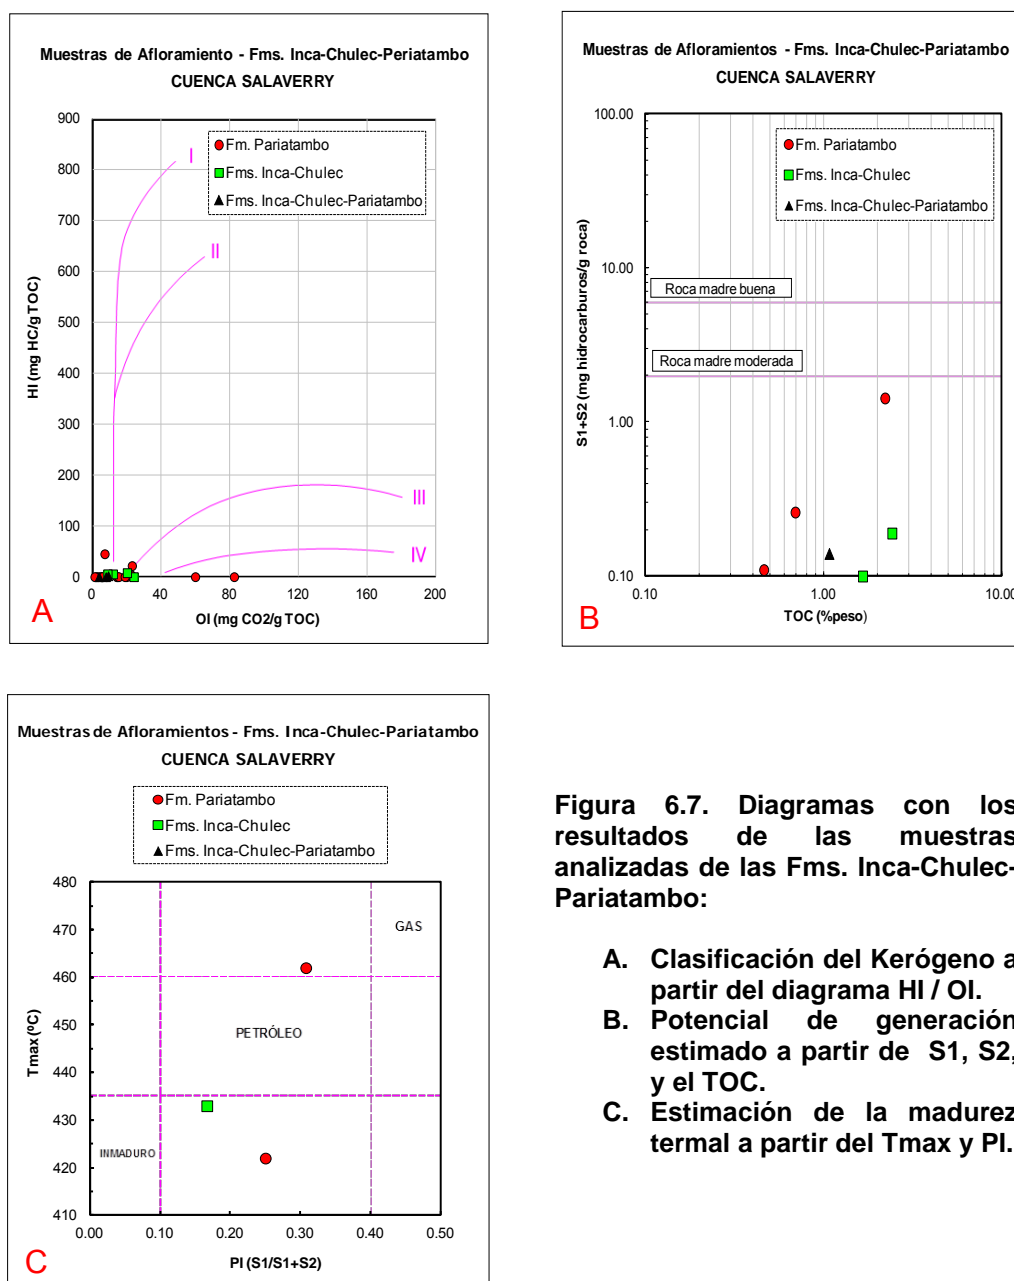 Muestras de Afloramiento - Fms. Inca-Chulec-Periatambo
CUENCA SALAVERRY
900
800
700
600
500
400
300
200
100
0
HI (mg HC/g TOC)
Fm. Pariatambo
Fms. Inca-Chulec
Fms. Inca-Chulec-Pariatambo
I
II
III
IV
0
40
80
120
160
200
OI (mg CO2/g TOC)
A
Muestras de Afloramientos - Fms. Inca-Chulec-Pariatambo
CUENCA SALAVERRY
100.00
10.00
1.00
0.10
S1+S2 (mg hidrocarburos/g roca)
Fm. Pariatambo
Fms. Inca-Chulec
Fms. Inca-Chulec-Pariatambo
Roca madre buena
Roca madre moderada
0.10
1.00
10.00
TOC (%peso)
B
Muestras de Afloramientos - Fms. Inca-Chulec-Pariatambo
CUENCA SALAVERRY
Fm. Pariatambo
Fms. Inca-Chulec
Fms. Inca-Chulec-Pariatambo
480
470
460
450
440
430
420
410
Tmax (ºC)
GAS
PETRÓLEO
INMADURO
0.00
0.10
0.20
0.30
0.40
0.50
PI (S1/S1+S2)
C
Figura 6.7. Diagramas con los
resultados de las muestras
analizadas de las Fms. Inca-Chulec-
Pariatambo:
A. Clasificación del Kerógeno a
partir del diagrama HI / OI.
B. Potencial de generación
estimado a partir de S1, S2,
y el TOC.
C. Estimación de la madurez
termal a partir del Tmax y PI.